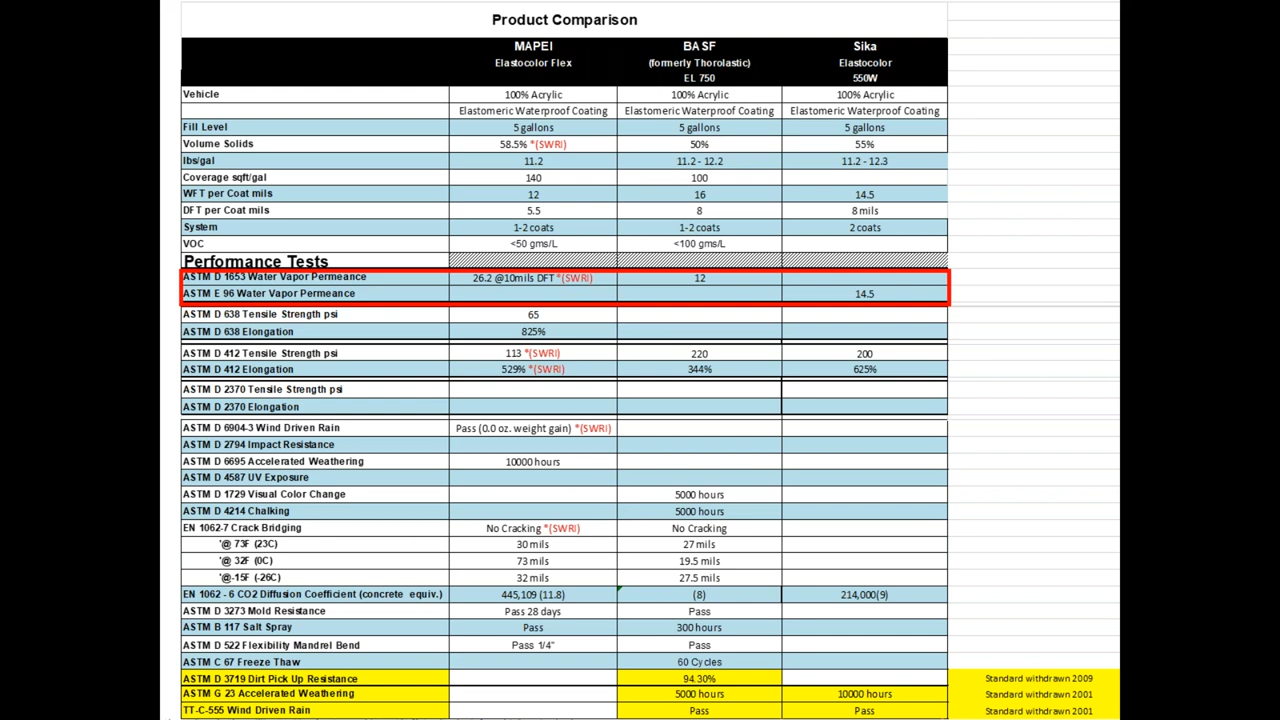 Product Comparison
MAPEI BASF Sika
Elastocolor Flex (formerly Thorolastic) Elastocolor
EL 750 550W
Vehicle 100% Acrylic 100% Acrylic 100% Acrylic
Elastomeric Waterproof Coating Elastomeric Waterproof Coating Elastomeric Waterproof Coating
Fill Level 5 gallons 5 gallons 5 gallons
Volume Solids 58.5% *(SWRI) 50% 55%
lbs/gal 11.2 11.2 - 12.2 11.2 - 12.3
Coverage sqft/gal 140 100
WFT per Coat mils 12 16 14.5
DFT per Coat mils 5.5 8 8 mils
System 1-2 coats 1-2 coats 2 coats
VOC <50 gms/L <100 gms/L
Performance Tests
ASTM D 1653 Water Vapor Permeance 26.2 @10mils DFT *(SWRI) 12
ASTM E 96 Water Vapor Permeance 14.5
ASTM D 638 Tensile Strength psi 65
ASTM D 638 Elongation 825%
ASTM D 412 Tensile Strength psi 113 *(SWRI) 220 200
ASTM D 412 Elongation 529% *(SWRI) 344% 625%
ASTM D 2370 Tensile Strength psi
ASTM D 2370 Elongation
ASTM D 6904-3 Wind Driven Rain Pass (0.0 oz. weight gain) *(SWRI)
ASTM D 2794 Impact Resistance
ASTM D 6695 Accelerated Weathering 10000 hours
ASTM D 4587 UV Exposure
ASTM D 1729 Visual Color Change 5000 hours
ASTM D 4214 Chalking 5000 hours
EN 1062-7 Crack Bridging No Cracking *(SWRI) No Cracking
'@ 73F (23C) 30 mils 27 mils
'@ 32F (0C) 73 mils 19.5 mils
'@-15F (-26C) 32 mils 27.5 mils
EN 1062 - 6 CO2 Diffusion Coefficient (concrete equiv.) 445,109 (11.8) (8) 214,000(9)
ASTM D 3273 Mold Resistance Pass 28 days Pass
ASTM B 117 Salt Spray Pass 300 hours
ASTM D 522 Flexibility Mandrel Bend Pass 1/4" Pass
ASTM C 67 Freeze Thaw 60 Cycles
ASTM D 3719 Dirt Pick Up Resistance 94.30% Standard withdrawn 2009
ASTM G 23 Accelerated Weathering 5000 hours 10000 hours Standard withdrawn 2001
TT-C-555 Wind Driven Rain Pass Pass Standard withdrawn 2001